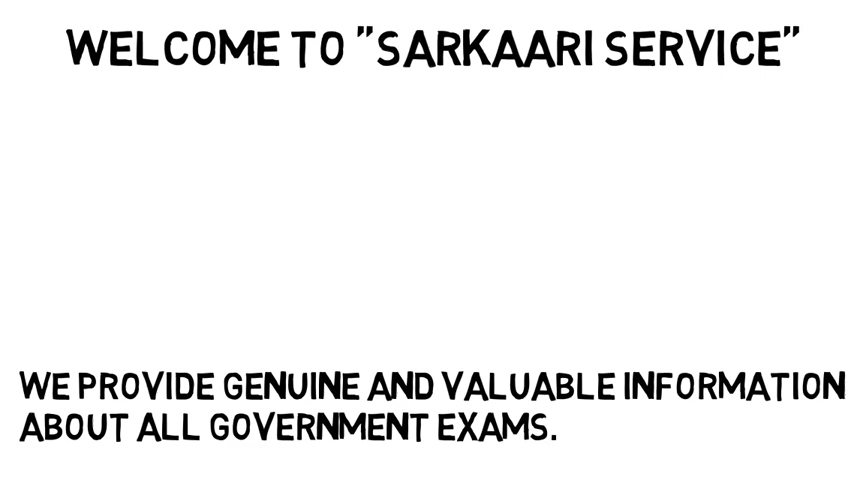 WELCOME TO "SARKAARI SERVICE"
WE PROVIDE GENUINE AND VALUABLE INFORMATION
ABOUT ALL GOVERNMENT EXAMS.